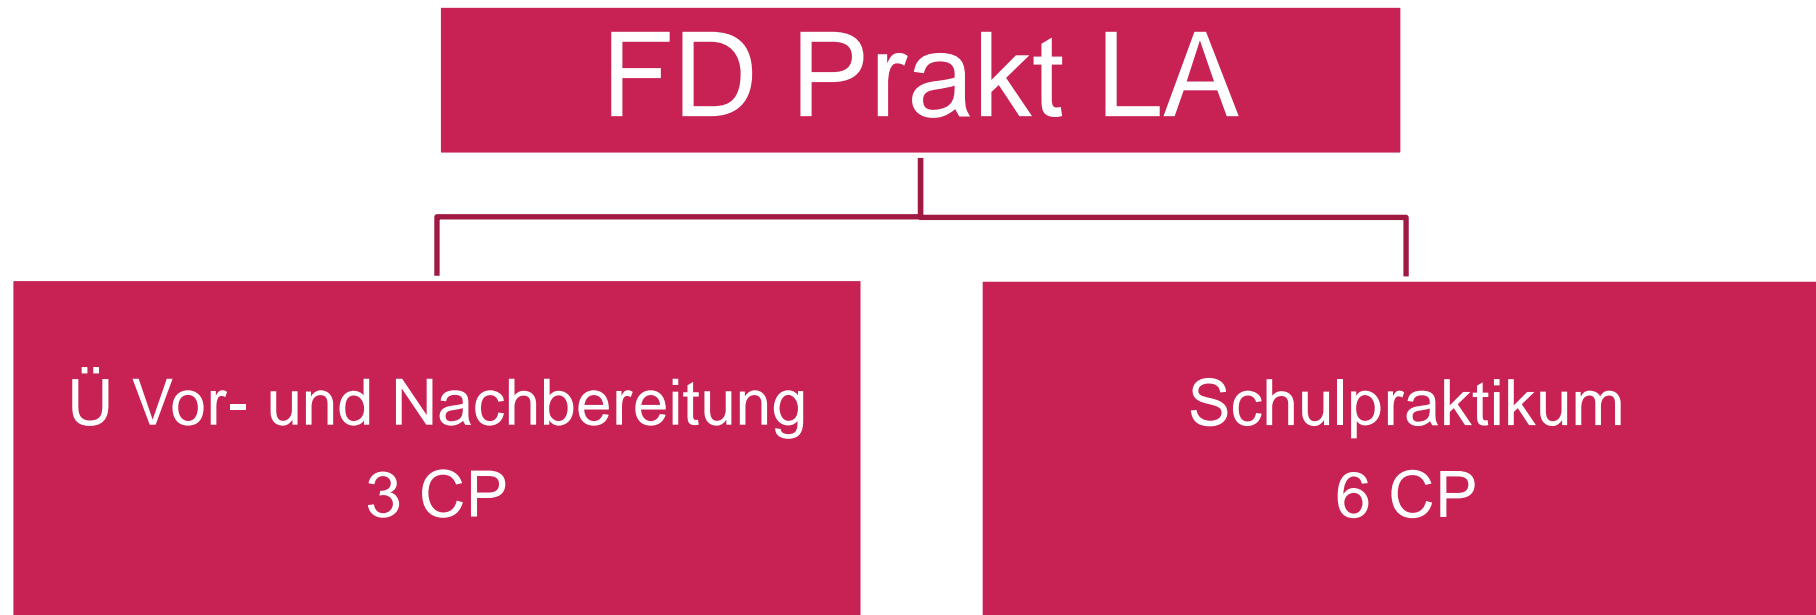 FD Prakt LA
Ü Vor- und Nachbereitung
3 CP
Schulpraktikum
6 CP